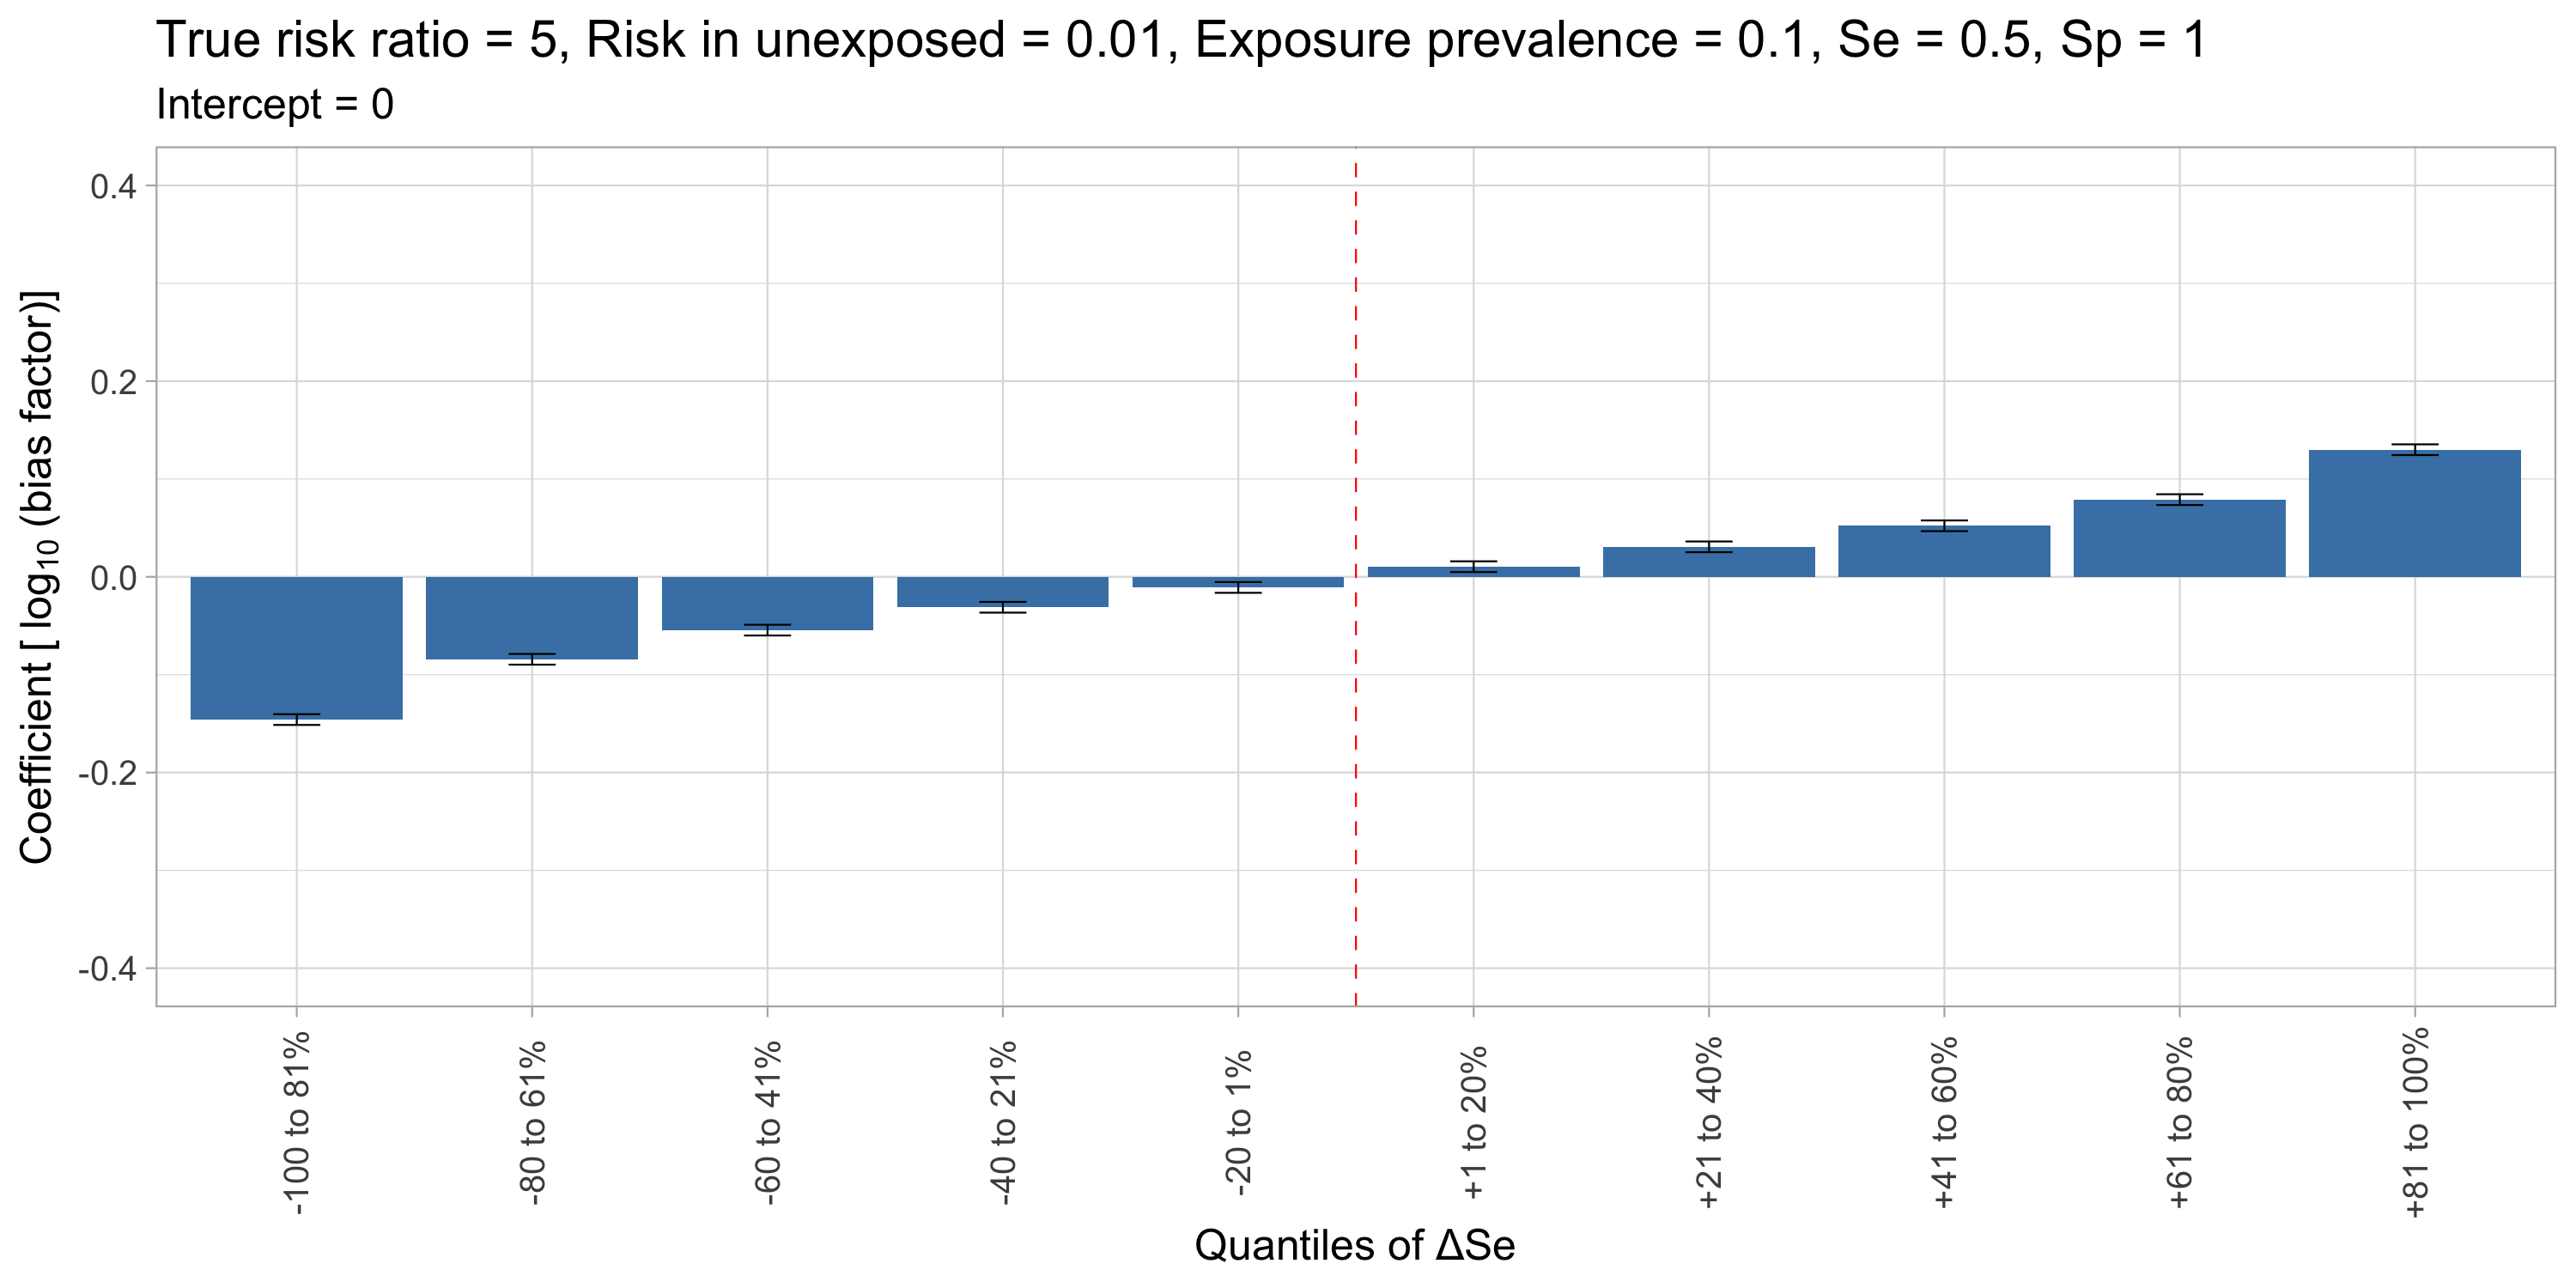 True risk ratio = 5, Risk in unexposed = 0.01, Exposure prevalence = 0.1, Se = 0.5, Sp = 1
Intercept = 0
Coefficient [ log₁₀ (bias factor)]
0.4
0.2
0.0
-0.2
-0.4
-100 to 81%
-80 to 61%
-60 to 41%
-40 to 21%
-20 to 1%
+1 to 20%
+21 to 40%
+41 to 60%
+61 to 80%
+81 to 100%
Quantiles of ΔSe